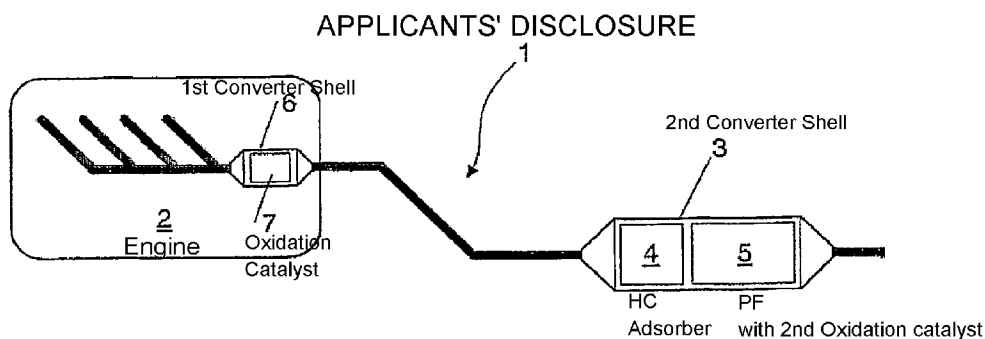 APPLICANTS' DISCLOSURE
1
1st Converter Shell
6
2nd Converter Shell
3
2
Engine
7
Oxidation
Catalyst
4
5
HC
Adsorber
PF
with 2nd Oxidation catalyst